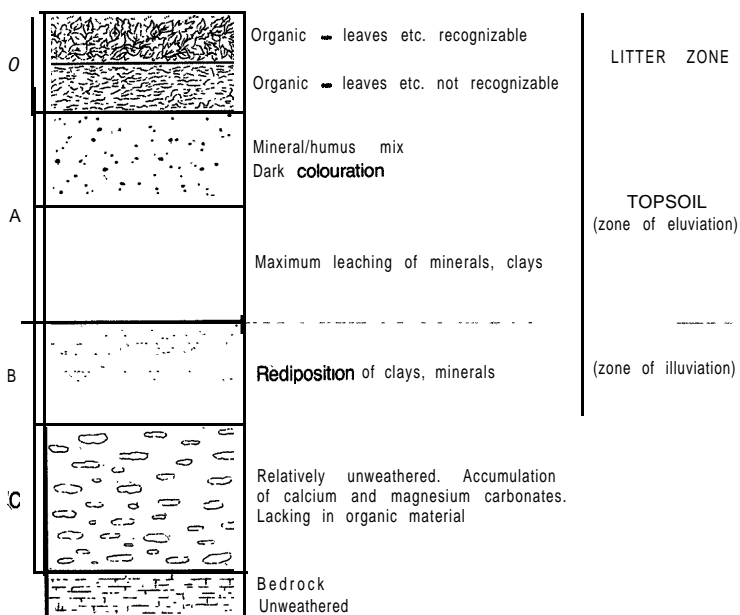 O
Organic - leaves etc. recognizable
LITTER ZONE
Organic - leaves etc. not recognizable
Mineral/humus mix
Dark colouration
A
TOPSOIL
(zone of eluviation)
Maximum leaching of minerals, clays
B
Rediposition of clays, minerals
(zone of illuviation)
C
Relatively unweathered. Accumulation
of calcium and magnesium carbonates.
Lacking in organic material
Bedrock
Unweathered